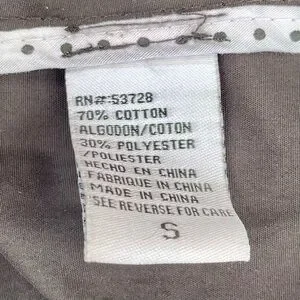 RN#:53728
70% COTTON
ALGODON/COTON
30% POLYESTER
/POLIESTER
HECHO EN CHINA
FABRIQUE IN CHINA
MADE IN CHINA
SEE REVERSE FOR CARE
S